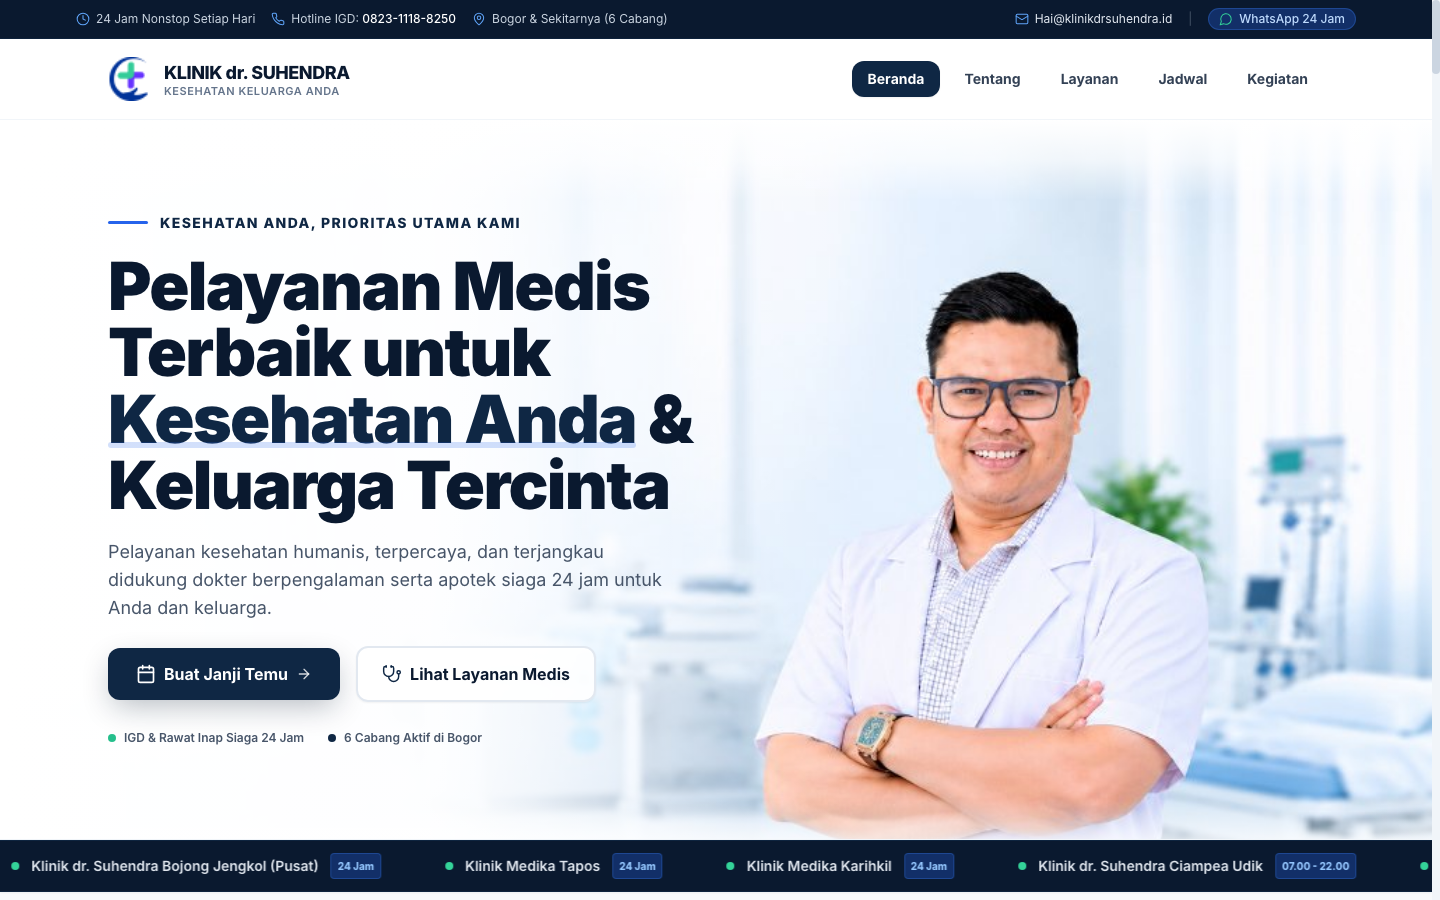 24 Jam Nonstop Setiap Hari
Hotline IGD: 0823-1118-8250
Bogor & Sekitarnya (6 Cabang)
Hai@klinikdrsuhendra.id
WhatsApp 24 Jam
KLINIK dr. SUHENDRA
KESEHATAN KELUARGA ANDA
Beranda
Tentang
Layanan
Jadwal
Kegiatan
KESEHATAN ANDA, PRIORITAS UTAMA KAMI
Pelayanan Medis
Terbaik untuk
Kesehatan Anda &
Keluarga Tercinta
Pelayanan kesehatan humanis, terpercaya, dan terjangkau
didukung dokter berpengalaman serta apotek siaga 24 jam untuk
Anda dan keluarga.
Buat Janji Temu
Lihat Layanan Medis
IGD & Rawat Inap Siaga 24 Jam
6 Cabang Aktif di Bogor
Klinik dr. Suhendra Bojong Jengkol (Pusat) 24 Jam
Klinik Medika Tapos 24 Jam
Klinik Medika Karihkil 24 Jam
Klinik dr. Suhendra Ciampea Udik 07.00 - 22.00